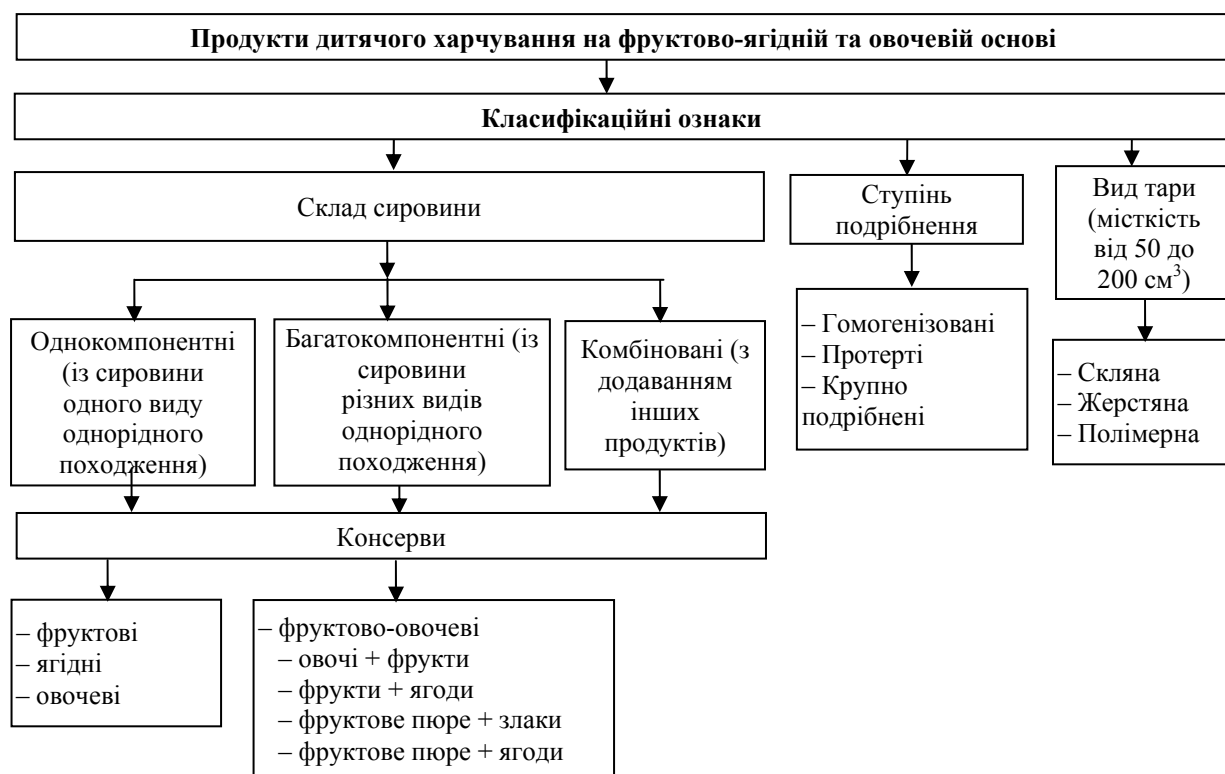 Продукти дитячого харчування на фруктово-ягідній та овочевій основі
Класифікаційні ознаки
Склад сировини
Ступінь
подрібнення
Вид тари
(місткість
від 50 до
200 см³)
Однокомпонентні
(із сировини
одного виду
однорідного
походження)
Багатокомпонентні (із
сировини
різних видів
однорідного
походження)
Комбіновані (з
додаванням
інших
продуктів)
– Гомогенізовані
– Протерті
– Крупно
подрібнені
– Скляна
– Жерстяна
– Полімерна
Консерви
– фруктові
– ягідні
– овочеві
– фруктово-овочеві
– овочі + фрукти
– фрукти + ягоди
– фруктове пюре + злаки
– фруктове пюре + ягоди